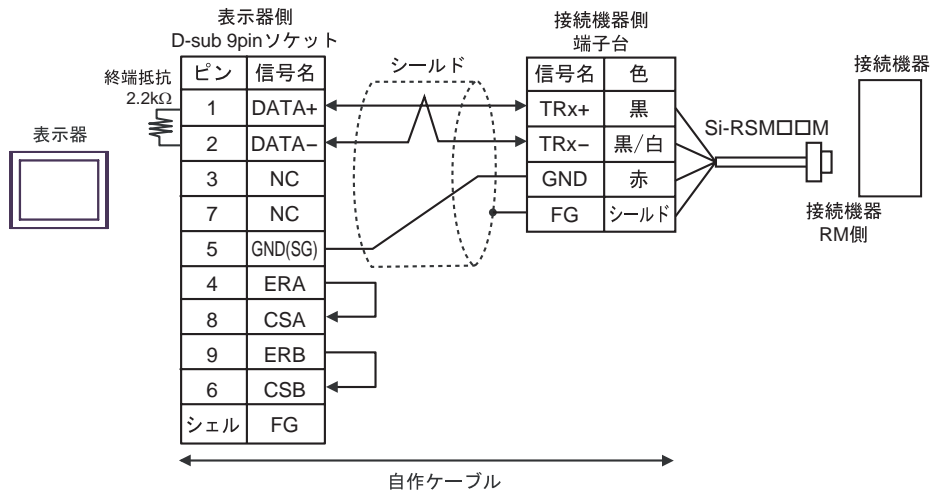 表示器側
D-sub 9pinソケット
接続機器側
端子台
接続機器
終端抵抗
2.2kΩ
表示器
シールド
ピン 信号名
1 DATA+
2 DATA−
3 NC
7 NC
5 GND(SG)
4 ERA
8 CSA
9 ERB
6 CSB
シェル FG
信号名 色
TRx+ 黒
TRx− 黒/白
GND 赤
FG シールド
Si-RSM□□M
接続機器
RM側
自作ケーブル